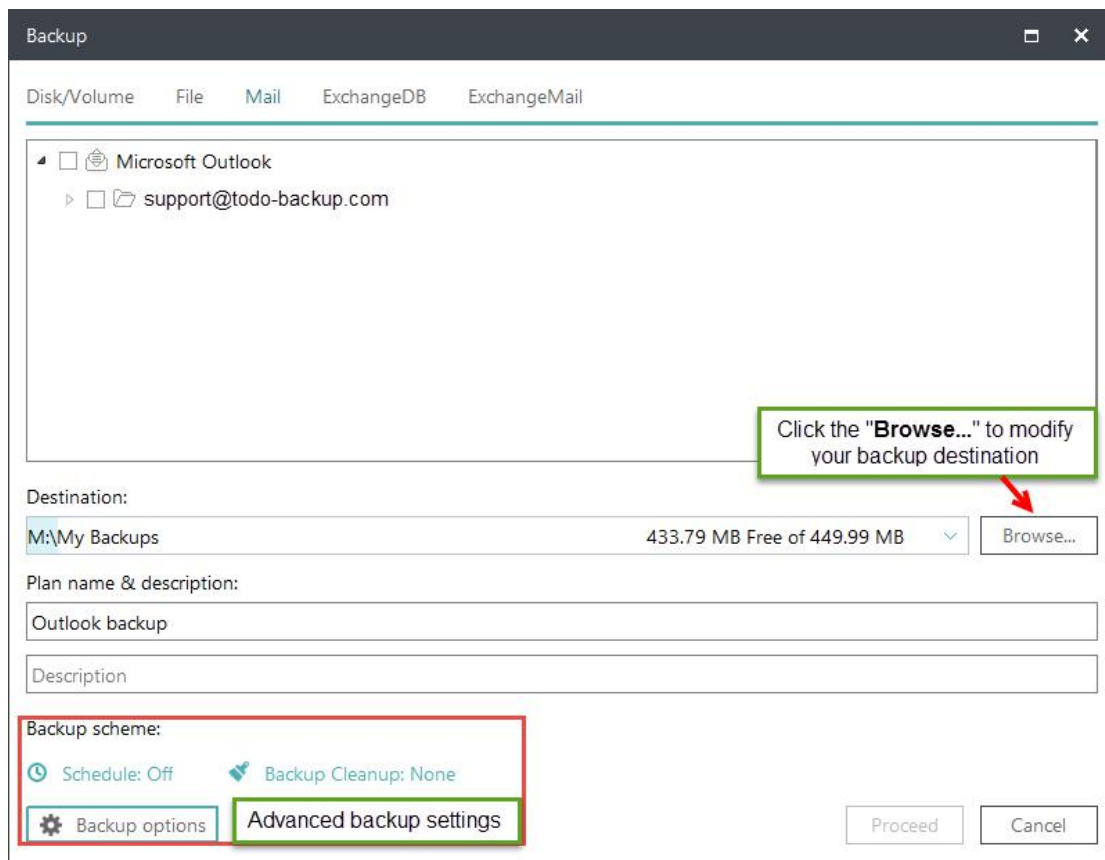 Backup
Disk/Volume File Mail ExchangeDB ExchangeMail
Microsoft Outlook
support@todo-backup.com
Click the "Browse..." to modify
your backup destination
Destination:
M:\My Backups 433.79 MB Free of 449.99 MB Browse...
Plan name & description:
Outlook backup
Description
Backup scheme:
Schedule: Off Backup Cleanup: None
Backup options Advanced backup settings Proceed Cancel